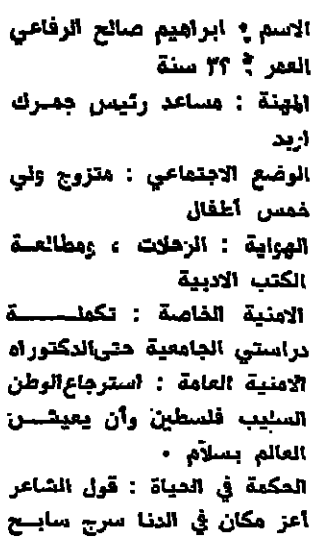 الاسم : ابراهيم صالح الرفاعي
العمر : ٣٢ سنة
المهنة : مساعد رئيس جمرك
اربد
الوضع الاجتماعي : متزوج ولي
خمس أطفال
الهواية : الرحلات ، ومطالعة
الكتب الادبية
الامنية الخاصة : تكملة
دراستي الجامعية حتى الدكتوراه
الامنية العامة : استرجاع الوطن
السليب فلسطين وأن يعيش
العالم بسلام .
الحكمة في الحياة : قول الشاعر
أعز مكان في الدنا سرج سابح